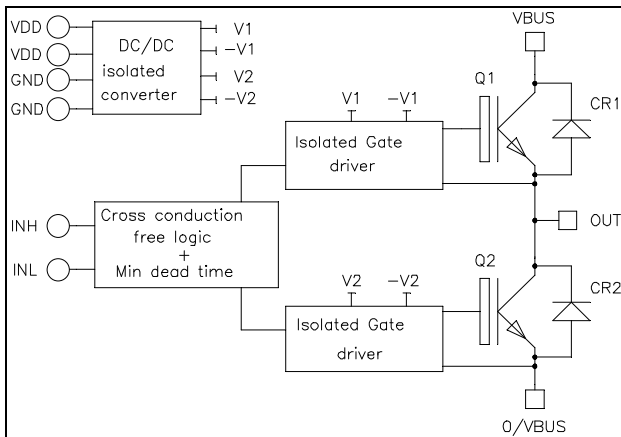 VDD
VDD
GND
GND
DC/DC
isolated
converter
V1
-V1
V2
-V2
VBUS
Q1
CR1
V1
-V1
Isolated Gate
driver
INH
INL
Cross conduction
free logic
+
Min dead time
OUT
V2
-V2
Q2
CR2
Isolated Gate
driver
0/VBUS